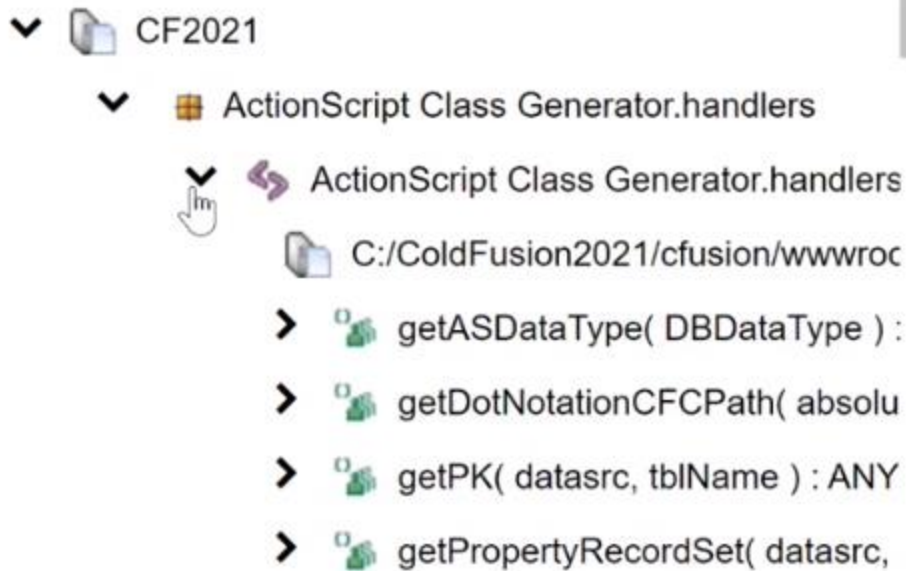 CF2021
ActionScript Class Generator.handlers
ActionScript Class Generator.handlers
C:/ColdFusion2021/cfusion/wwwroc
getASDataType( DBDataType ) :
getDotNotationCFCPath( absolu
getPK( datasrc, tblName ) : ANY
getPropertyRecordSet( datasrc,